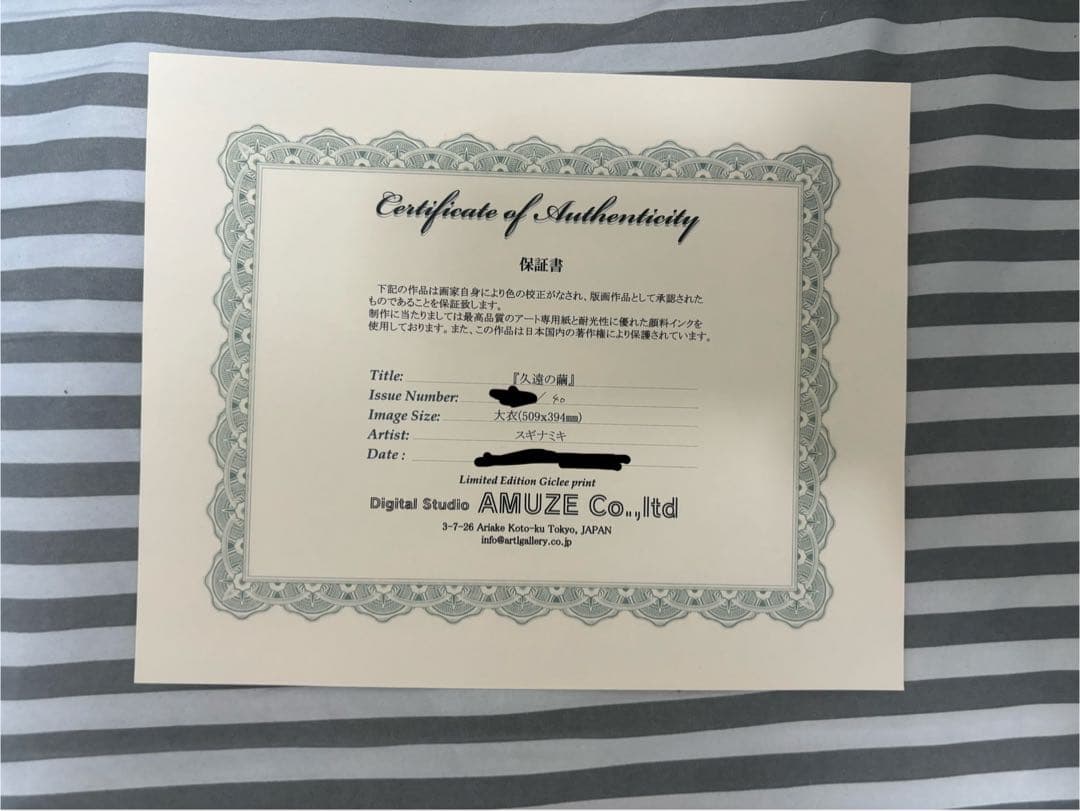 Certificate of Authenticity
保証書
下記の作品は画家自身により色の校正がなされ、版画作品として承認された
ものであることを保証致します。
制作に当たりましては最高品質のアート専用紙と耐光性に優れた顔料インクを
使用しております。また、この作品は日本国内の著作権により保護されています。
Title: 『久遠の繭』
Issue Number: / 40
Image Size: 大衣(509x394㎜)
Artist: スギナミキ
Date :
Limited Edition Giclee print
Digital Studio AMUZE Co.,ltd
3-7-26 Ariake Koto-ku Tokyo, JAPAN
info@artlgallery.co.jp